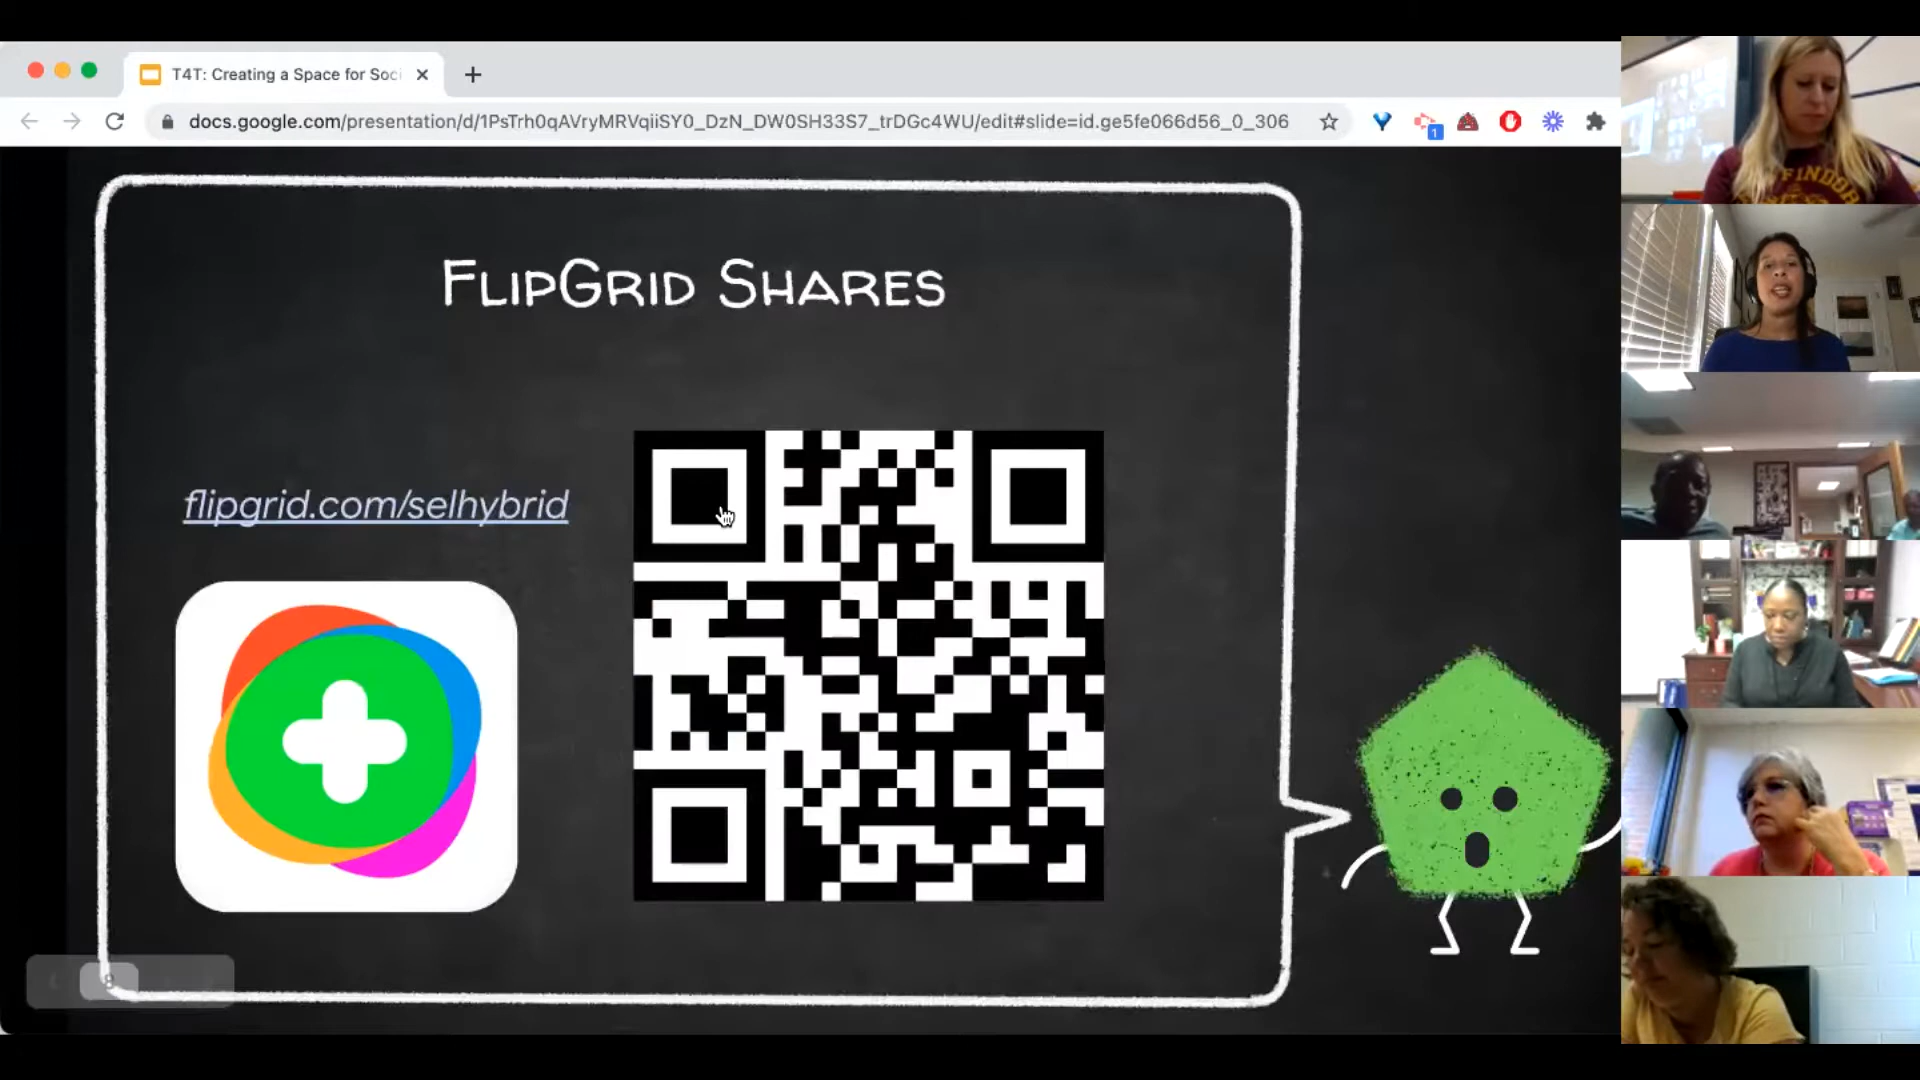 T4T: Creating a Space for Soci
docs.google.com/presentation/d/1PsTrh0qAVryMRVqiiSY0_DzN_DW0SH33S7_trDGc4WU/edit#slide=id.ge5fe066d56_0_306
1
FlipGrid Shares
flipgrid.com/selhybrid